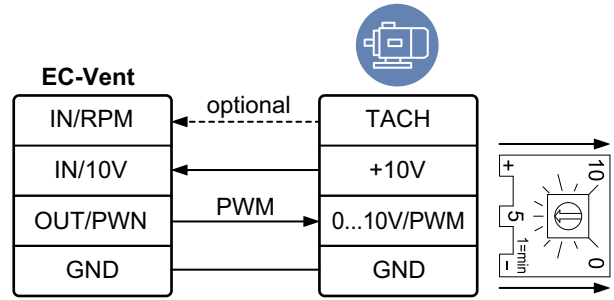 EC-Vent
IN/RPM
optional
TACH
IN/10V
+10V
OUT/PWN
PWM
0...10V/PWM
GND
GND
+
10
5
1=min
-
0